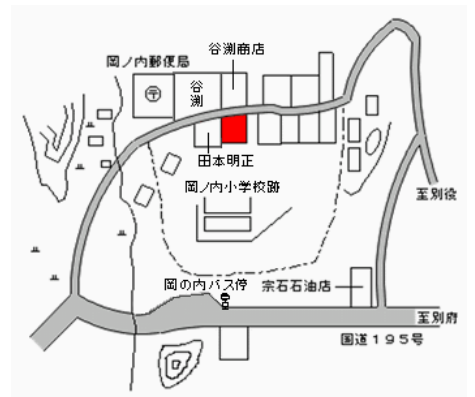 谷渕商店
岡ノ内郵便局
谷
渕
田本明正
岡ノ内小学校跡
至別役
岡の内バス停
宗石石油店
至別府
国道195号